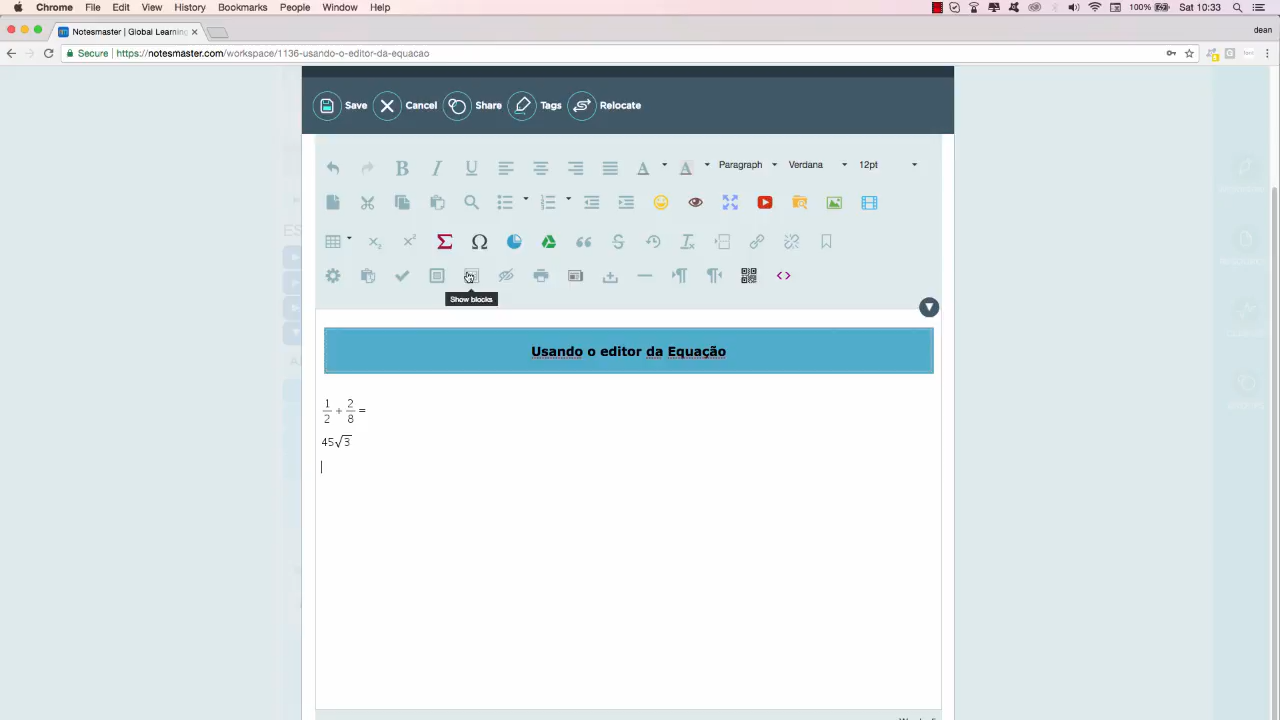 Chrome File Edit View History Bookmarks People Window Help 100% Sat 10:33
Notesmaster | Global Learning dean
Secure https://notesmaster.com/workspace/1136-usando-o-editor-da-equacao
Save Cancel Share Tags Relocate
Paragraph Verdana 12pt
Show blocks
Usando o editor da Equação
1/2 + 2/8 =
45√3